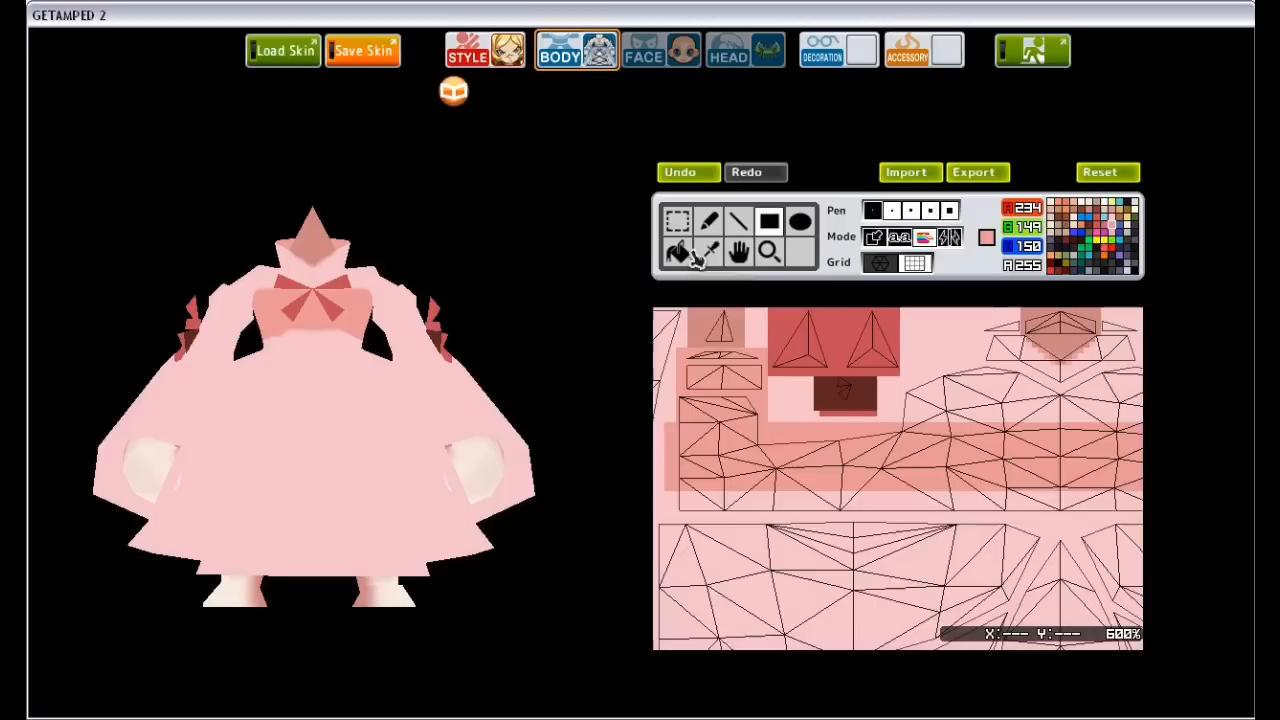 GETAMPED 2
Load Skin
Save Skin
STYLE
BODY
FACE
HEAD
DECORATION
ACCESSORY
Undo
Redo
Import
Export
Reset
Pen
Mode
aa
Grid
R 234
G 149
B 150
A 255
X:--- Y:--- 600%